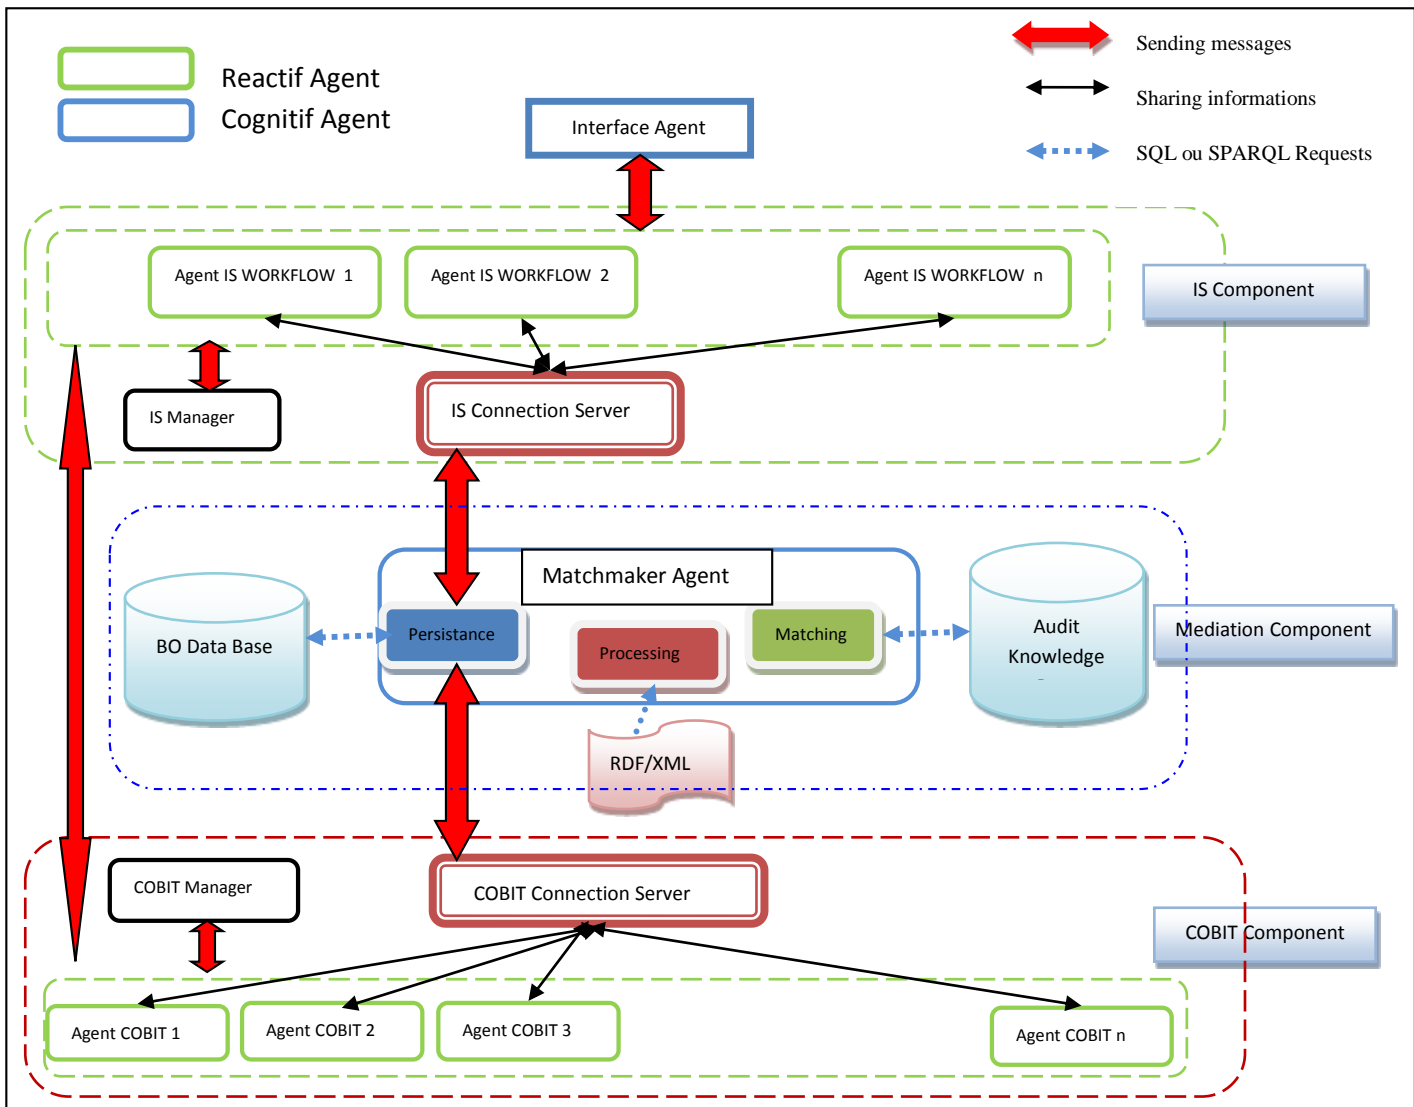 Reactif Agent
Cognitif Agent
Sending messages
Sharing informations
SQL ou SPARQL Requests
Interface Agent
Agent IS WORKFLOW  1
Agent IS WORKFLOW  2
Agent IS WORKFLOW  n
IS Component
IS Manager
IS Connection Server
Matchmaker Agent
BO Data Base
Persistance
Processing
Matching
Audit
Knowledge
Mediation Component
RDF/XML
COBIT Manager
COBIT Connection Server
COBIT Component
Agent COBIT 1
Agent COBIT 2
Agent COBIT 3
Agent COBIT n